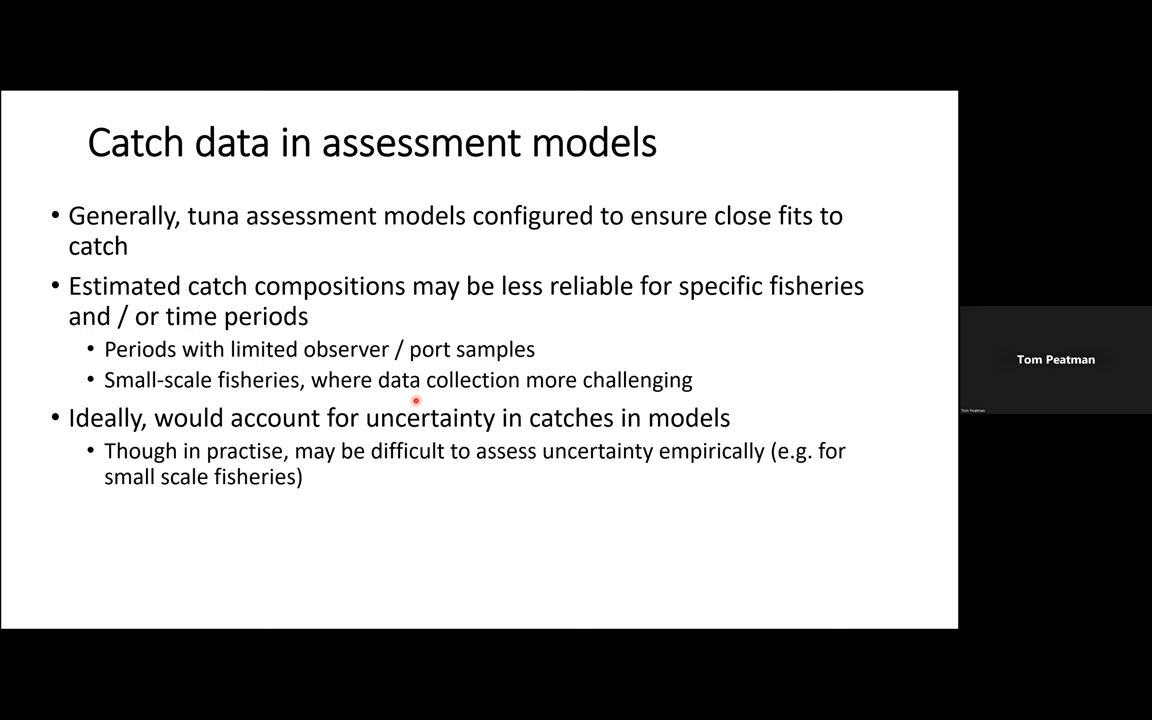 Catch data in assessment models
• Generally, tuna assessment models configured to ensure close fits to
catch
• Estimated catch compositions may be less reliable for specific fisheries
and / or time periods
• Periods with limited observer / port samples
• Small-scale fisheries, where data collection more challenging
• Ideally, would account for uncertainty in catches in models
• Though in practise, may be difficult to assess uncertainty empirically (e.g. for
small scale fisheries)
Tom Peatman
Tom Peatman